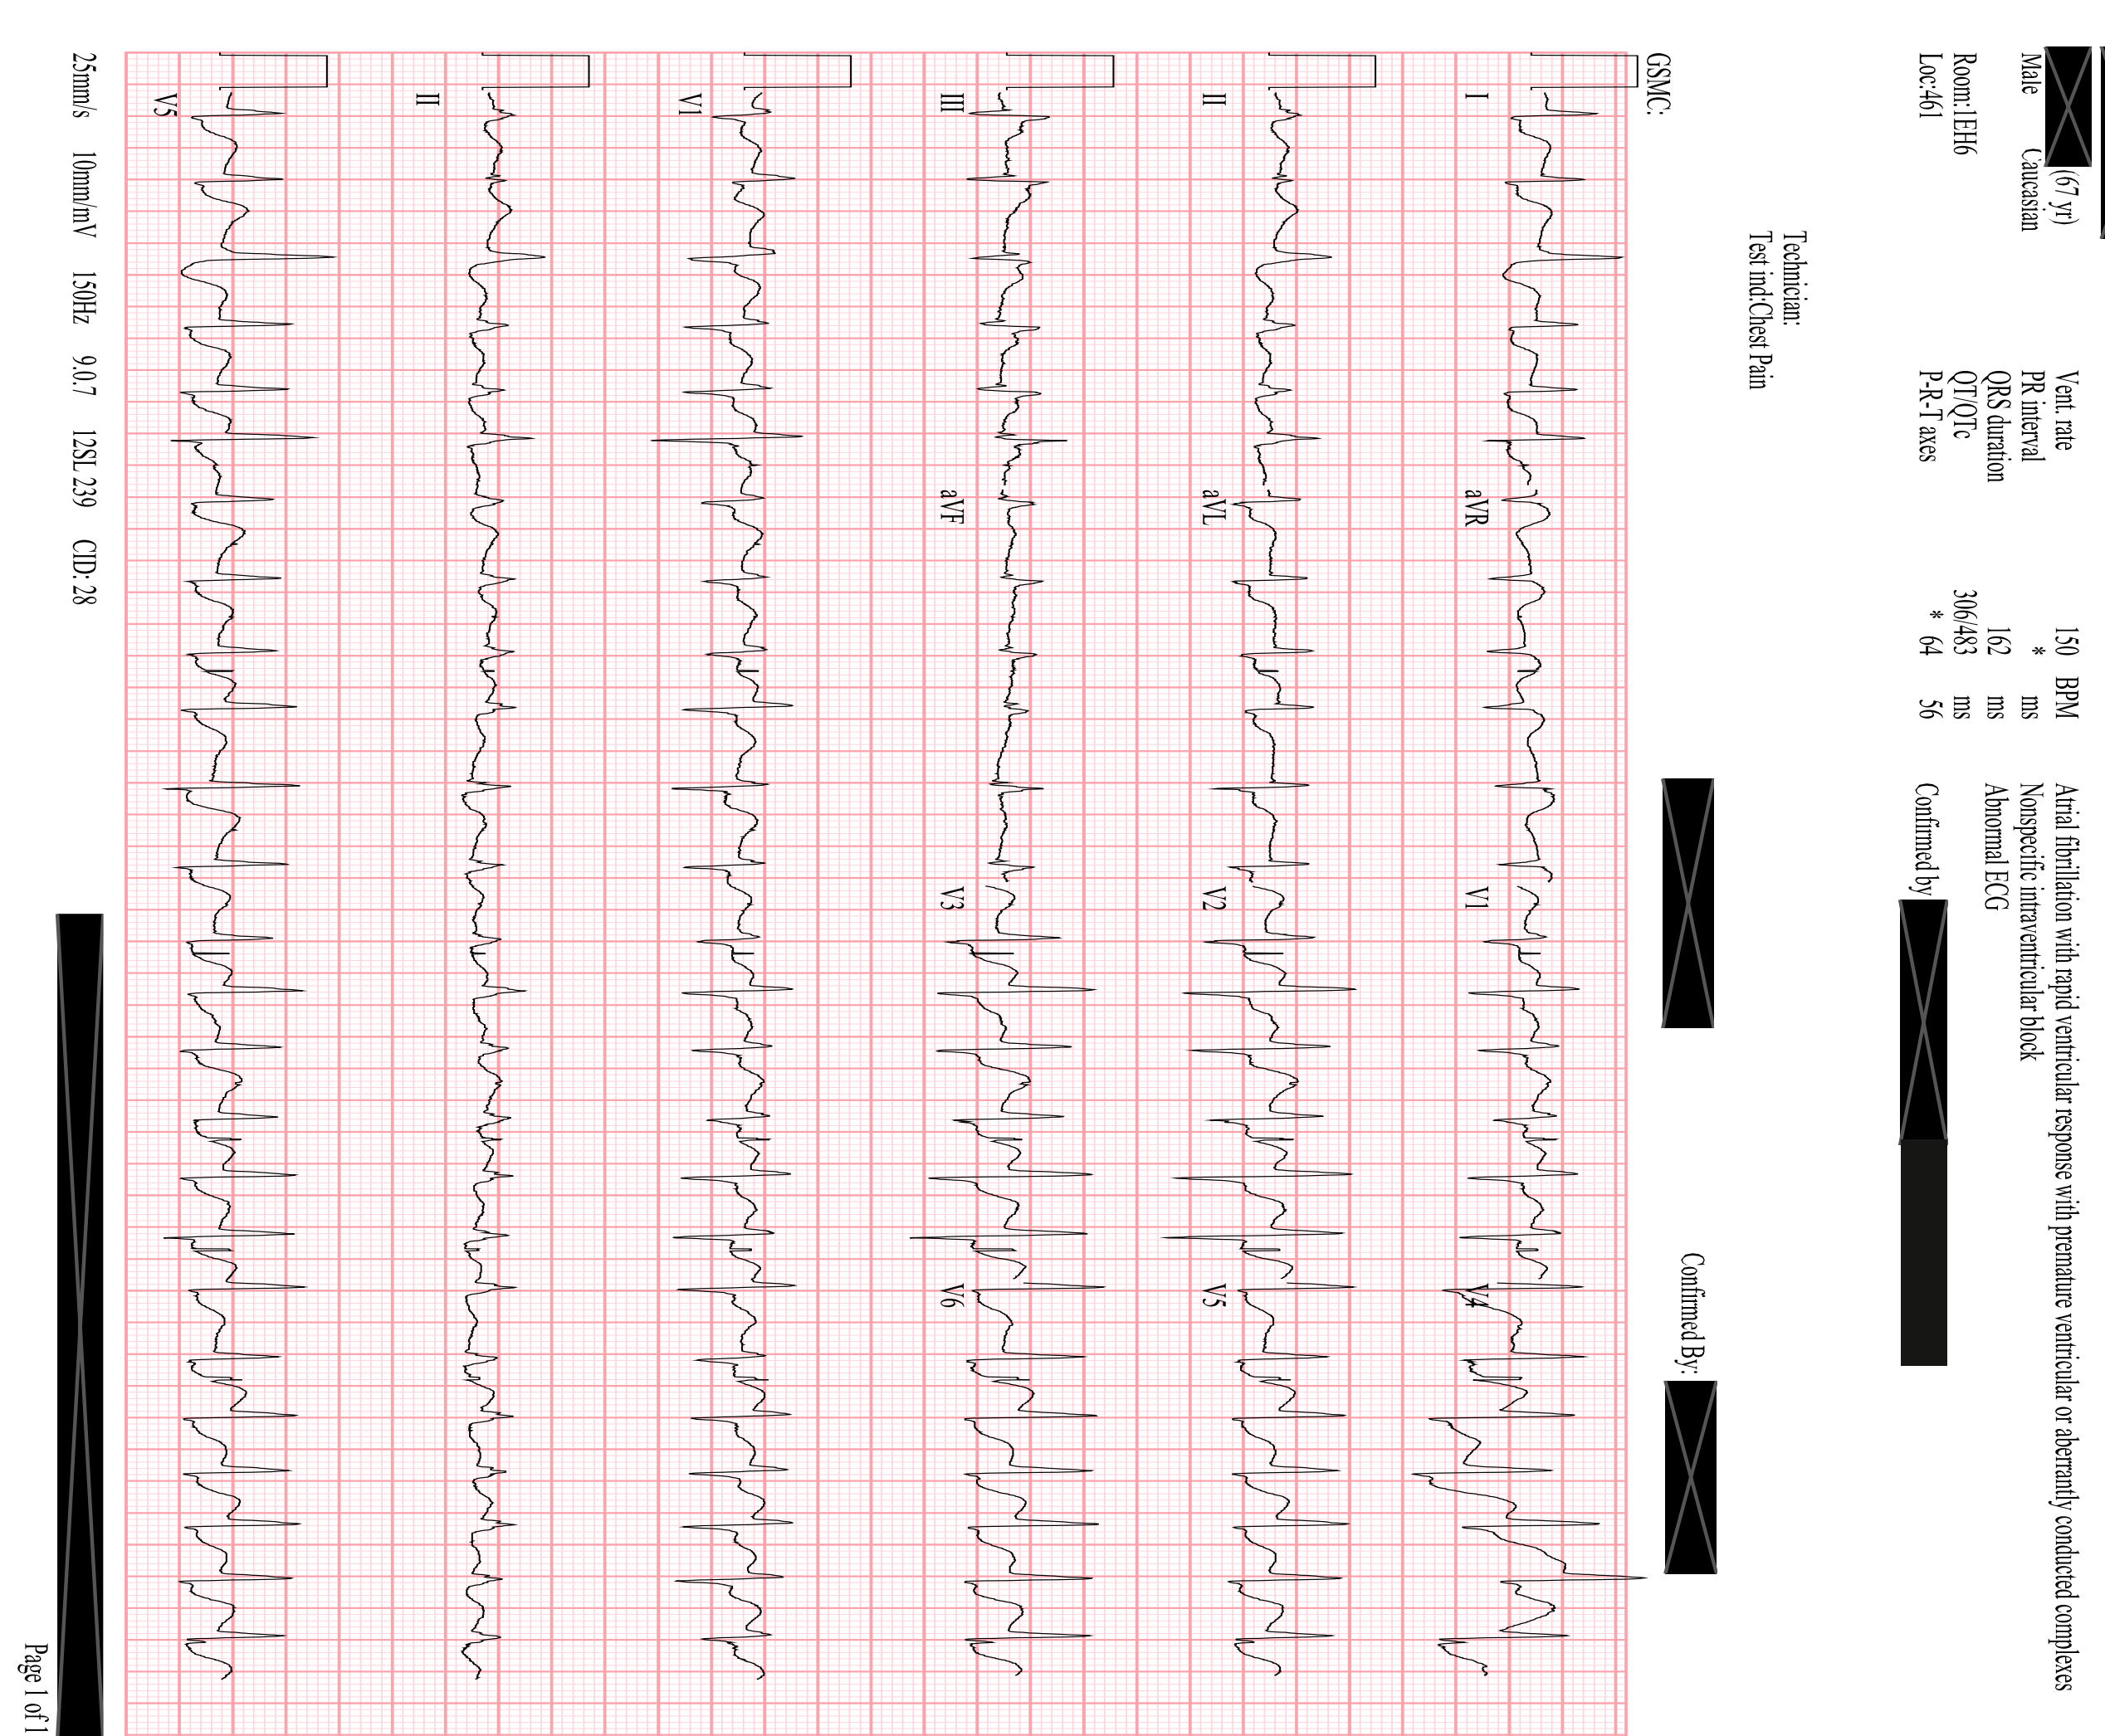 (67 yr)
Male Caucasian
Room:1EH6
Loc:461
Vent. rate 150 BPM
PR interval * ms
QRS duration 162 ms
QT/QTc 306/483 ms
P-R-T axes * 64 56
Atrial fibrillation with rapid ventricular response with premature ventricular or aberrantly conducted complexes
Nonspecific intraventricular block
Abnormal ECG
Confirmed by
Technician:
Test ind:Chest Pain
GSMC:
Confirmed By:
I aVR V1 V4
II aVL V2 V5
III aVF V3 V6
V1
II
V5
25mm/s 10mm/mV 150Hz 9.0.7 12SL 239 CID: 28
Page 1 of 1